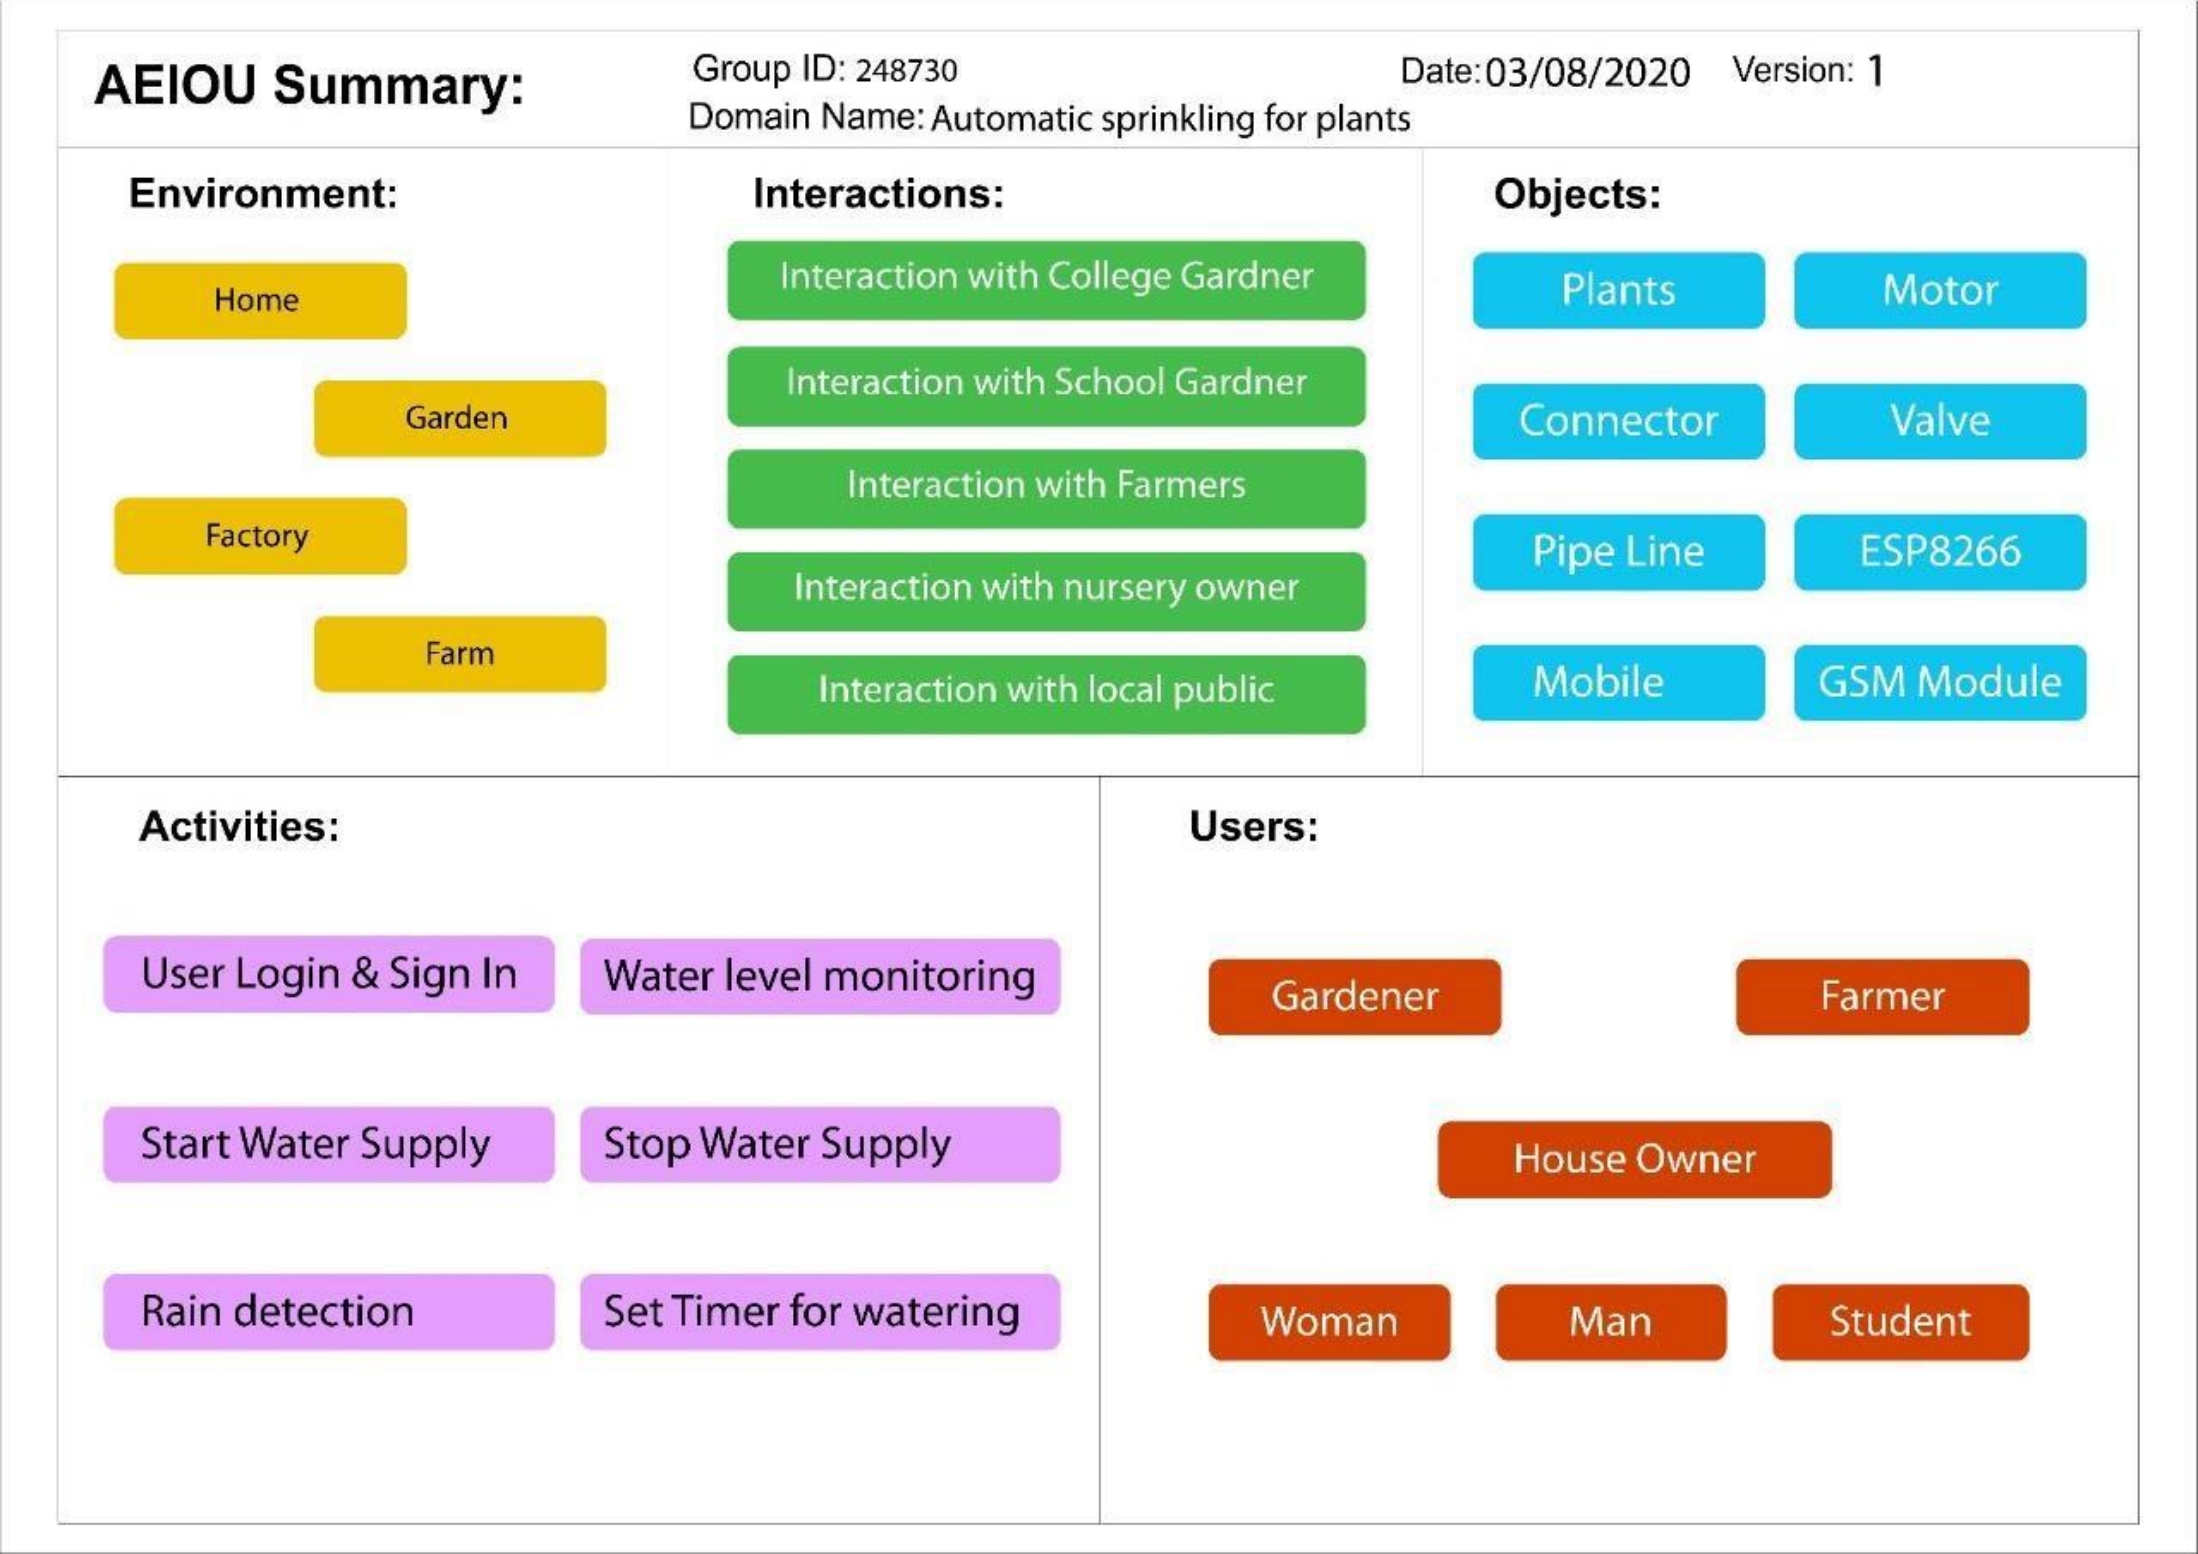 AEIOU Summary:
Group ID: 248730
Date:03/08/2020 Version: 1
Domain Name: Automatic sprinkling for plants
Environment:
Home
Garden
Factory
Farm
Interactions:
Interaction with College Gardner
Interaction with School Gardner
Interaction with Farmers
Interaction with nursery owner
Interaction with local public
Objects:
Plants Motor
Connector Valve
Pipe Line ESP8266
Mobile GSM Module
Activities:
User Login & Sign In Water level monitoring
Start Water Supply Stop Water Supply
Rain detection Set Timer for watering
Users:
Gardener Farmer
House Owner
Woman Man Student